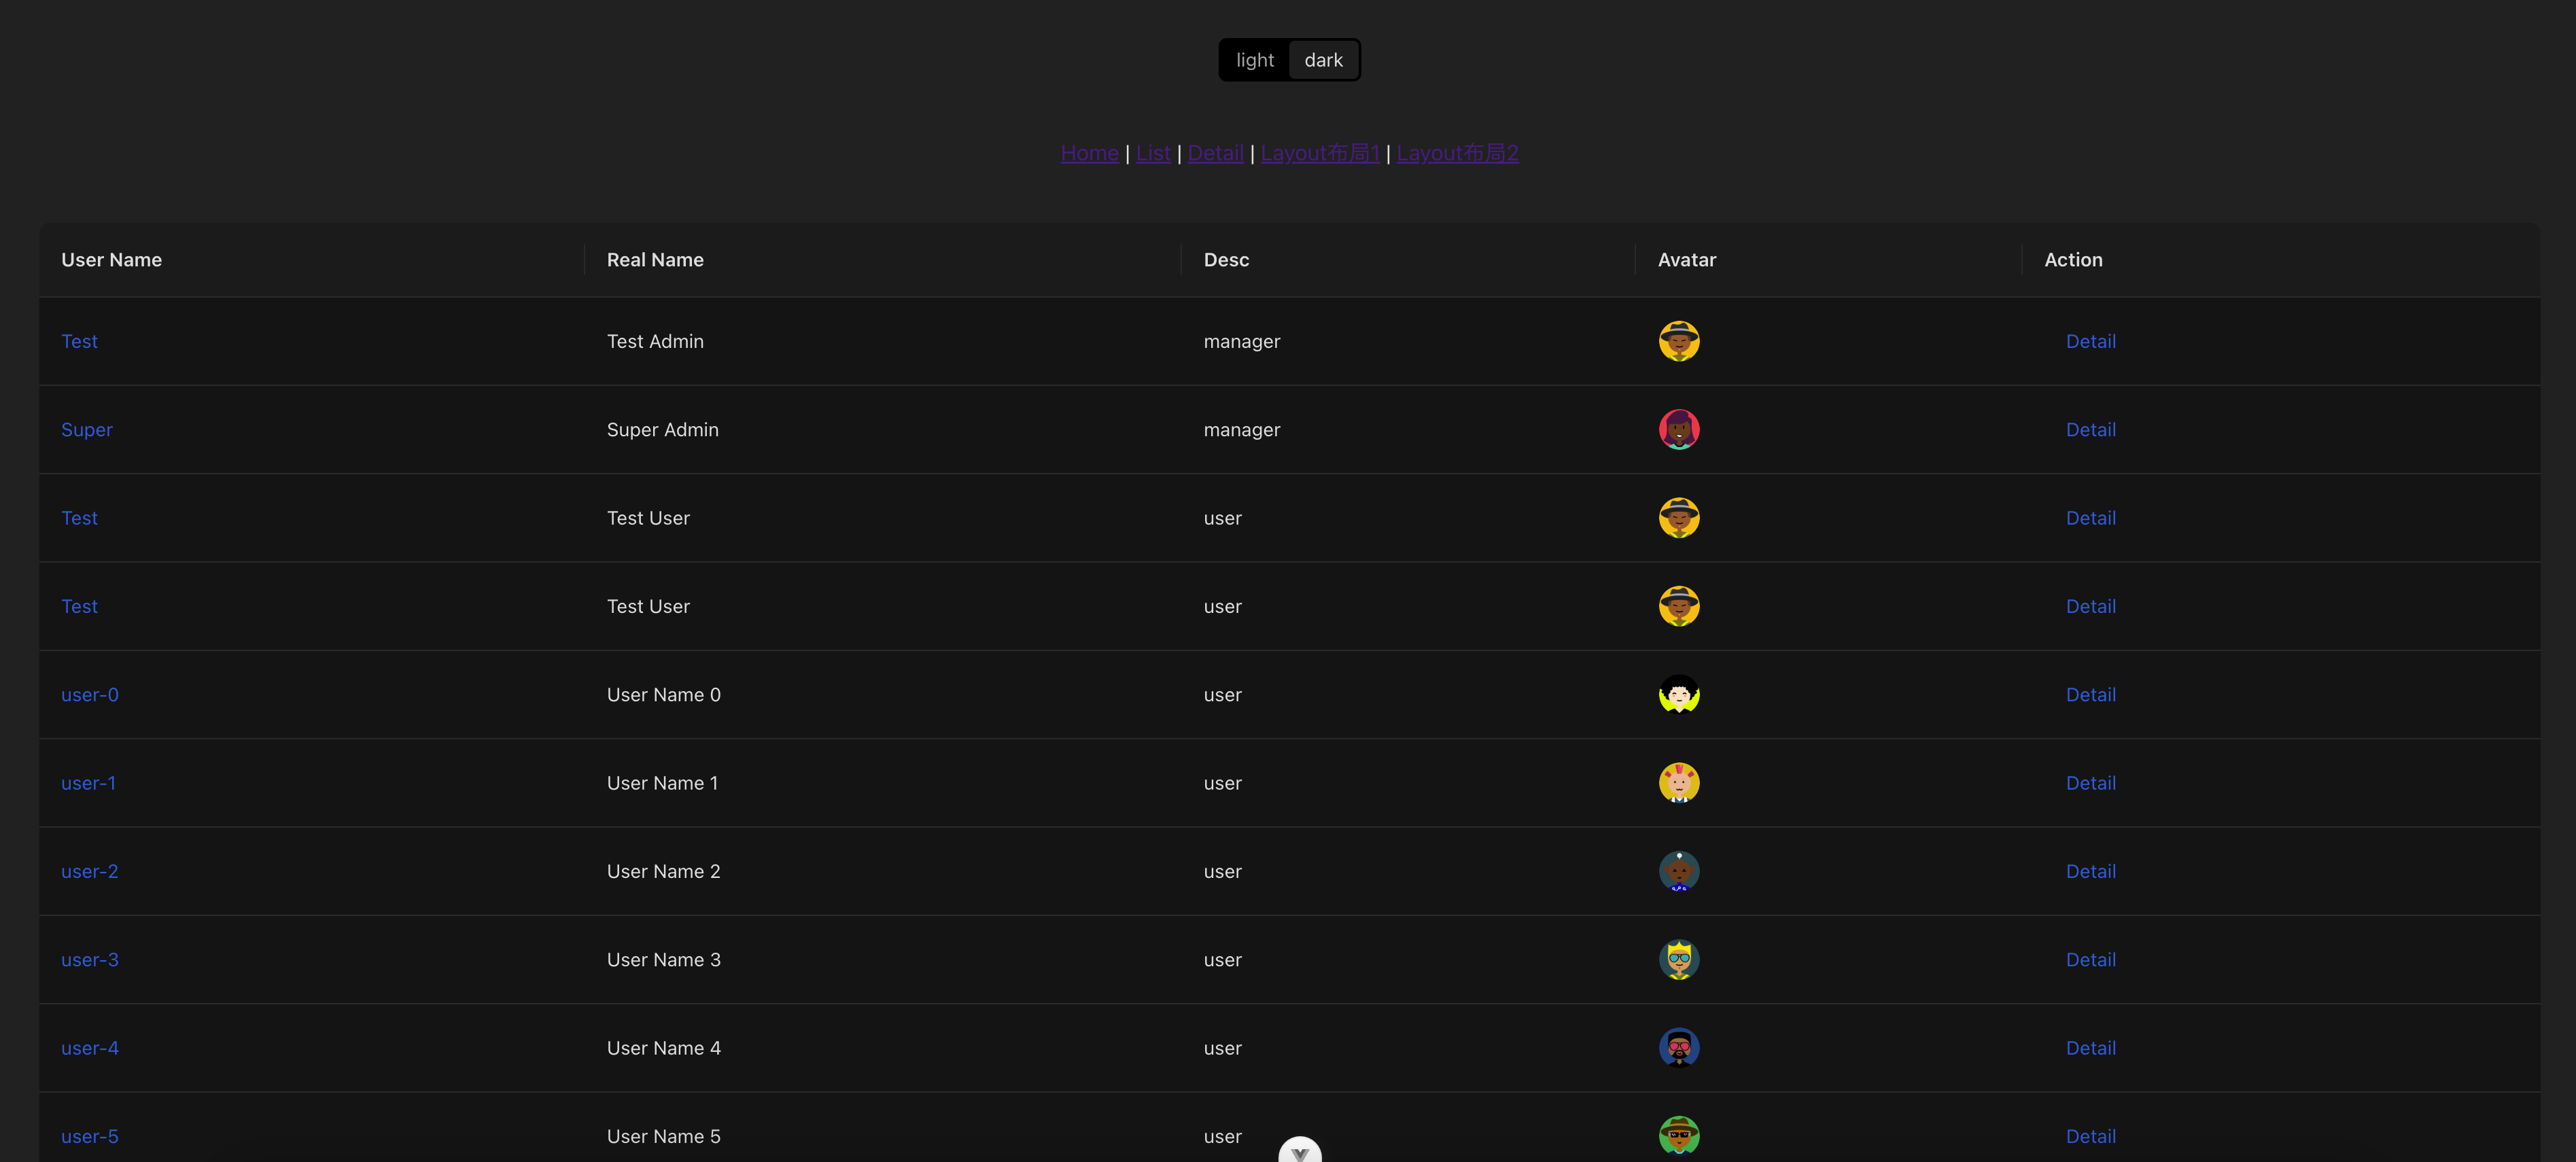 light dark
Home | List | Detail | Layout布局1 | Layout布局2
User Name Real Name Desc Avatar Action
Test Test Admin manager Detail
Super Super Admin manager Detail
Test Test User user Detail
Test Test User user Detail
user-0 User Name 0 user Detail
user-1 User Name 1 user Detail
user-2 User Name 2 user Detail
user-3 User Name 3 user Detail
user-4 User Name 4 user Detail
user-5 User Name 5 user Detail